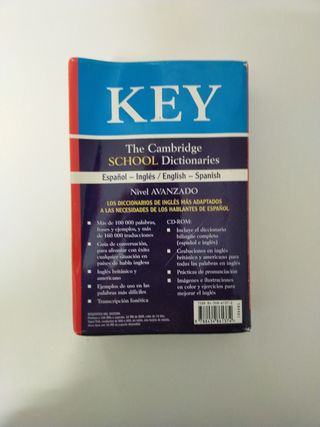 KEY
The Cambridge
SCHOOL Dictionaries
Español – Inglés / English – Spanish
Nivel AVANZADO
LOS DICCIONARIOS DE INGLÉS MÁS ADAPTADOS
A LAS NECESIDADES DE LOS HABLANTES DE ESPAÑOL
Más de 100 000 palabras,
frases y ejemplos, y más
de 160 000 traducciones
Guía de conversación,
para afrontar con éxito
cualquier situación en
países de habla inglesa
Inglés británico y
americano
Ejemplos de uso en las
palabras más difíciles
Transcripción fonética
CD-ROM:
Incluye el diccionario
bilingüe completo
(español e inglés)
Grabaciones en inglés
británico y americano para
todas las palabras en inglés
Prácticas de pronunciación
Imágenes e ilustraciones
en color y ejercicios para
mejorar el inglés